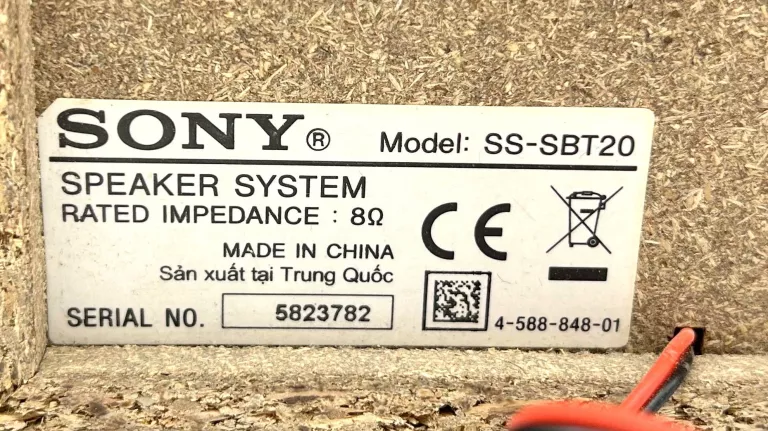 SONY® Model: SS-SBT20
SPEAKER SYSTEM
RATED IMPEDANCE : 8Ω
CE
MADE IN CHINA
Sản xuất tại Trung Quốc
SERIAL NO. 5823782
4-588-848-01